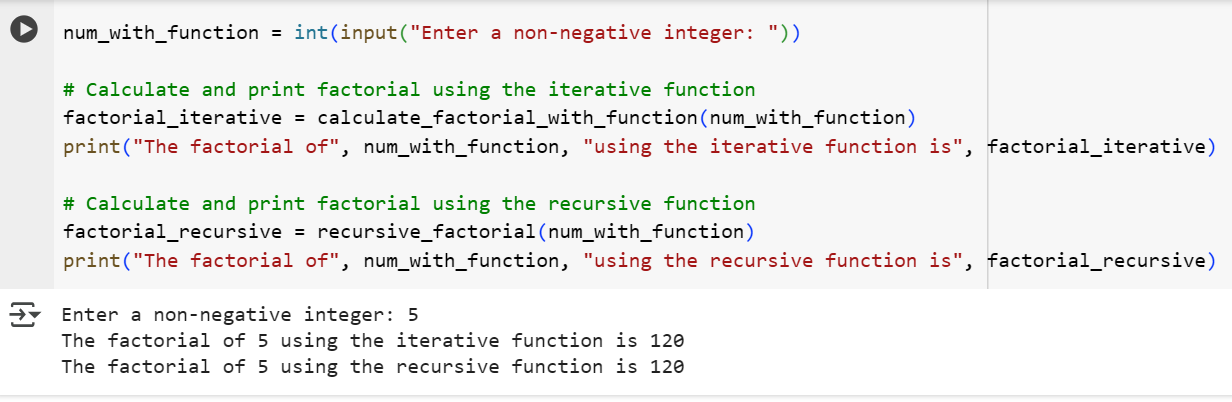 num_with_function = int(input("Enter a non-negative integer: "))
# Calculate and print factorial using the iterative function
factorial_iterative = calculate_factorial_with_function(num_with_function)
print("The factorial of", num_with_function, "using the iterative function is", factorial_iterative)
# Calculate and print factorial using the recursive function
factorial_recursive = recursive_factorial(num_with_function)
print("The factorial of", num_with_function, "using the recursive function is", factorial_recursive)
Enter a non-negative integer: 5
The factorial of 5 using the iterative function is 120
The factorial of 5 using the recursive function is 120